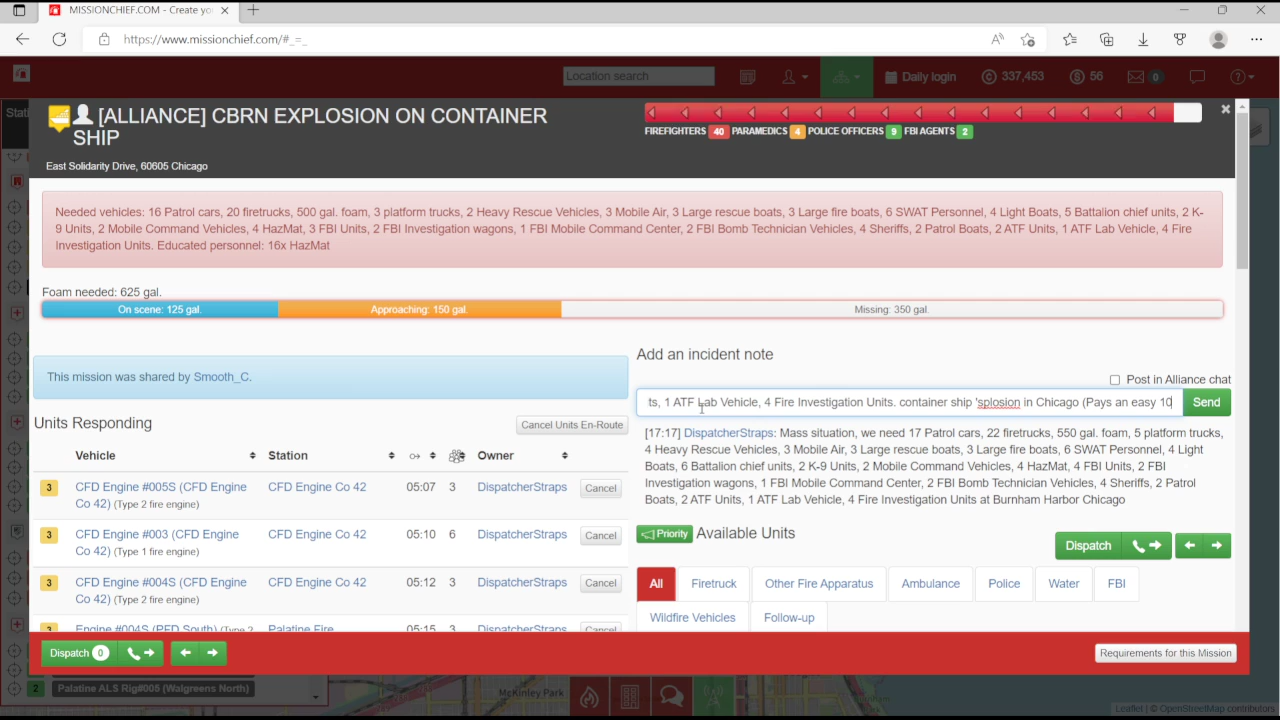 MISSIONCHIEF.COM - Create yo
https://www.missionchief.com/#_=_
Location search
Daily login
337,453
56
0
[ALLIANCE] CBRN EXPLOSION ON CONTAINER
SHIP
FIREFIGHTERS 40 PARAMEDICS 4 POLICE OFFICERS 9 FBI AGENTS 2
East Solidarity Drive, 60605 Chicago
Needed vehicles: 16 Patrol cars, 20 firetrucks, 500 gal. foam, 3 platform trucks, 2 Heavy Rescue Vehicles, 3 Mobile Air, 3 Large rescue boats, 3 Large fire boats, 6 SWAT Personnel, 4 Light Boats, 5 Battalion chief units, 2 K-
9 Units, 2 Mobile Command Vehicles, 4 HazMat, 3 FBI Units, 2 FBI Investigation wagons, 1 FBI Mobile Command Center, 2 FBI Bomb Technician Vehicles, 4 Sheriffs, 2 Patrol Boats, 2 ATF Units, 1 ATF Lab Vehicle, 4 Fire
Investigation Units. Educated personnel: 16x HazMat
Foam needed: 625 gal.
On scene: 125 gal.
Approaching: 150 gal.
Missing: 350 gal.
This mission was shared by Smooth_C.
Units Responding
Cancel Units En-Route
Vehicle Station Owner
3 CFD Engine #005S (CFD Engine Co 42) (Type 2 fire engine) CFD Engine Co 42 05:07 3 DispatcherStraps Cancel
3 CFD Engine #003 (CFD Engine Co 42) (Type 1 fire engine) CFD Engine Co 42 05:10 6 DispatcherStraps Cancel
3 CFD Engine #004S (CFD Engine Co 42) (Type 2 fire engine) CFD Engine Co 42 05:12 3 DispatcherStraps Cancel
3 Engine #004S (PFD South) (Type 2 Palatine Fire 05:15 3 DispatcherStraps Cancel
Add an incident note
Post in Alliance chat
ts, 1 ATF Lab Vehicle, 4 Fire Investigation Units. container ship 'splosion in Chicago (Pays an easy 10
Send
[17:17] DispatcherStraps: Mass situation, we need 17 Patrol cars, 22 firetrucks, 550 gal. foam, 5 platform trucks,
4 Heavy Rescue Vehicles, 3 Mobile Air, 3 Large rescue boats, 3 Large fire boats, 6 SWAT Personnel, 4 Light
Boats, 6 Battalion chief units, 2 K-9 Units, 2 Mobile Command Vehicles, 4 HazMat, 4 FBI Units, 2 FBI
Investigation wagons, 1 FBI Mobile Command Center, 2 FBI Bomb Technician Vehicles, 4 Sheriffs, 2 Patrol
Boats, 2 ATF Units, 1 ATF Lab Vehicle, 4 Fire Investigation Units at Burnham Harbor Chicago
Priority Available Units
Dispatch
All Firetruck Other Fire Apparatus Ambulance Police Water FBI
Wildfire Vehicles Follow-up
Dispatch 0
Requirements for this Mission
2 Palatine ALS Rig#005 (Walgreens North)
McKinley Park
Leaflet | © OpenStreetMap contributors